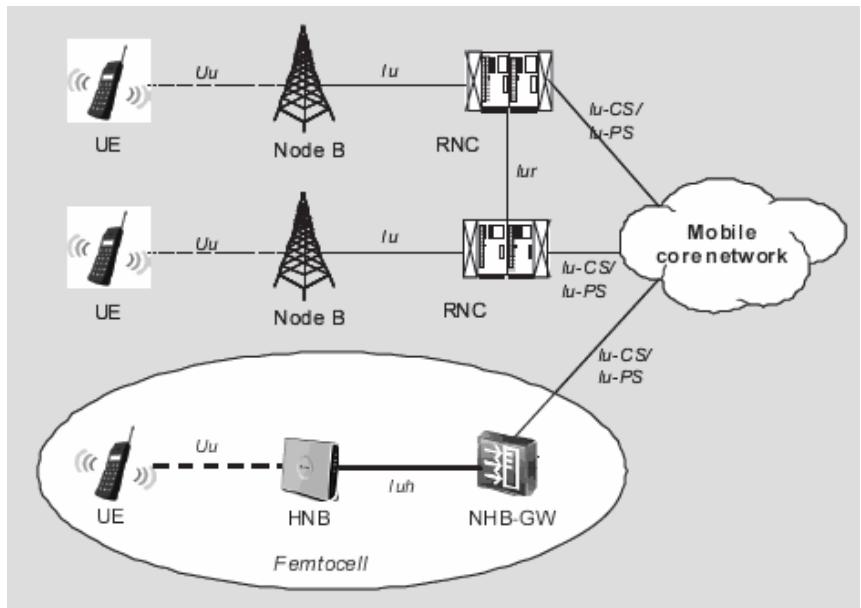 Uu
Iu
Iu-CS/
Iu-PS
UE
Node B
RNC
Iur
Mobile
core network
Uu
Iu
Iu-CS/
Iu-PS
UE
Node B
RNC
Iu-CS/
Iu-PS
Uu
Iuh
UE
HNB
NHB-GW
Femtocell